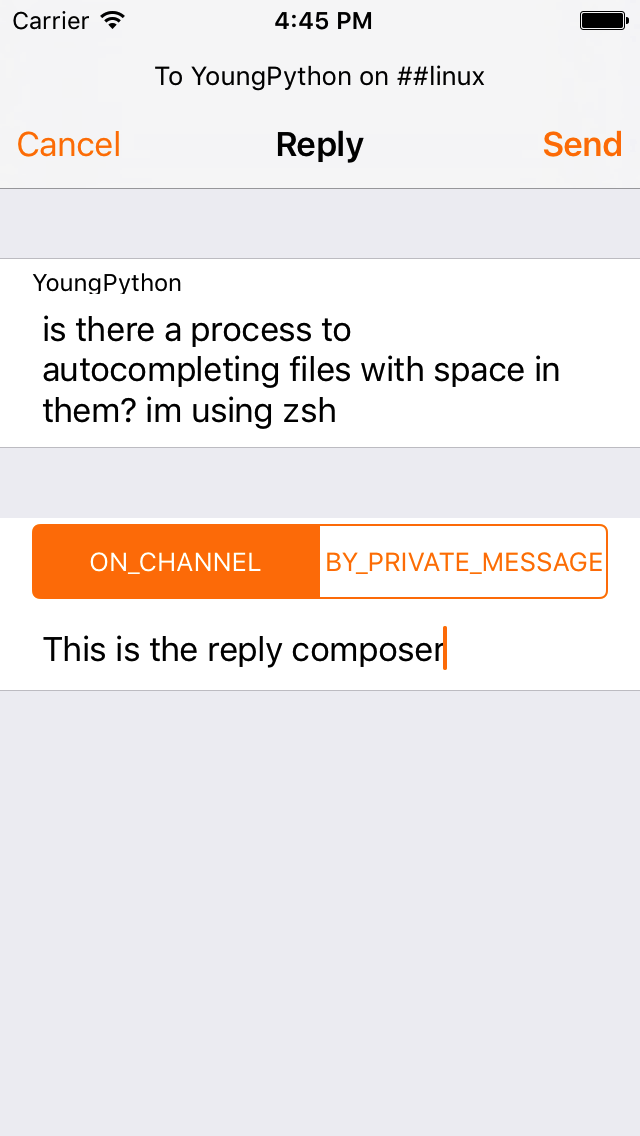 Carrier 4:45 PM
To YoungPython on ##linux
Cancel Reply Send
YoungPython
is there a process to
autocompleting files with space in
them? im using zsh
ON_CHANNEL BY_PRIVATE_MESSAGE
This is the reply composer